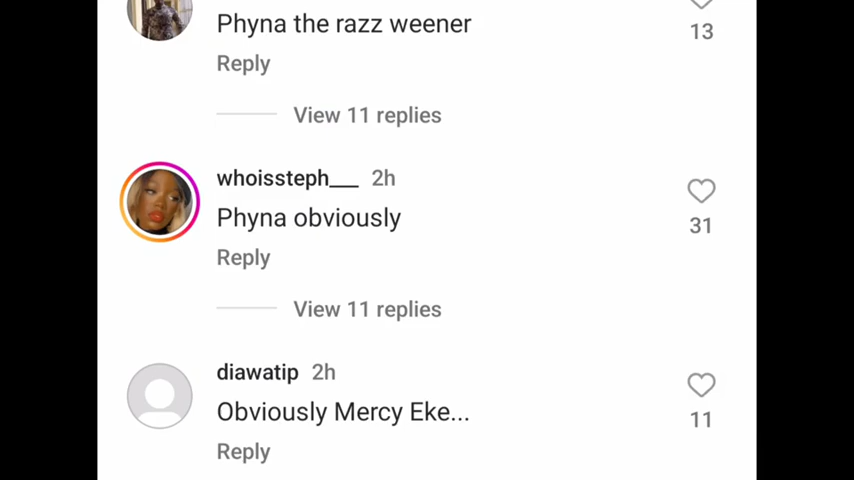 Phyna the razz weener
13
Reply
View 11 replies
whoissteph___ 2h
Phyna obviously
31
Reply
View 11 replies
diawatip 2h
Obviously Mercy Eke...
11
Reply